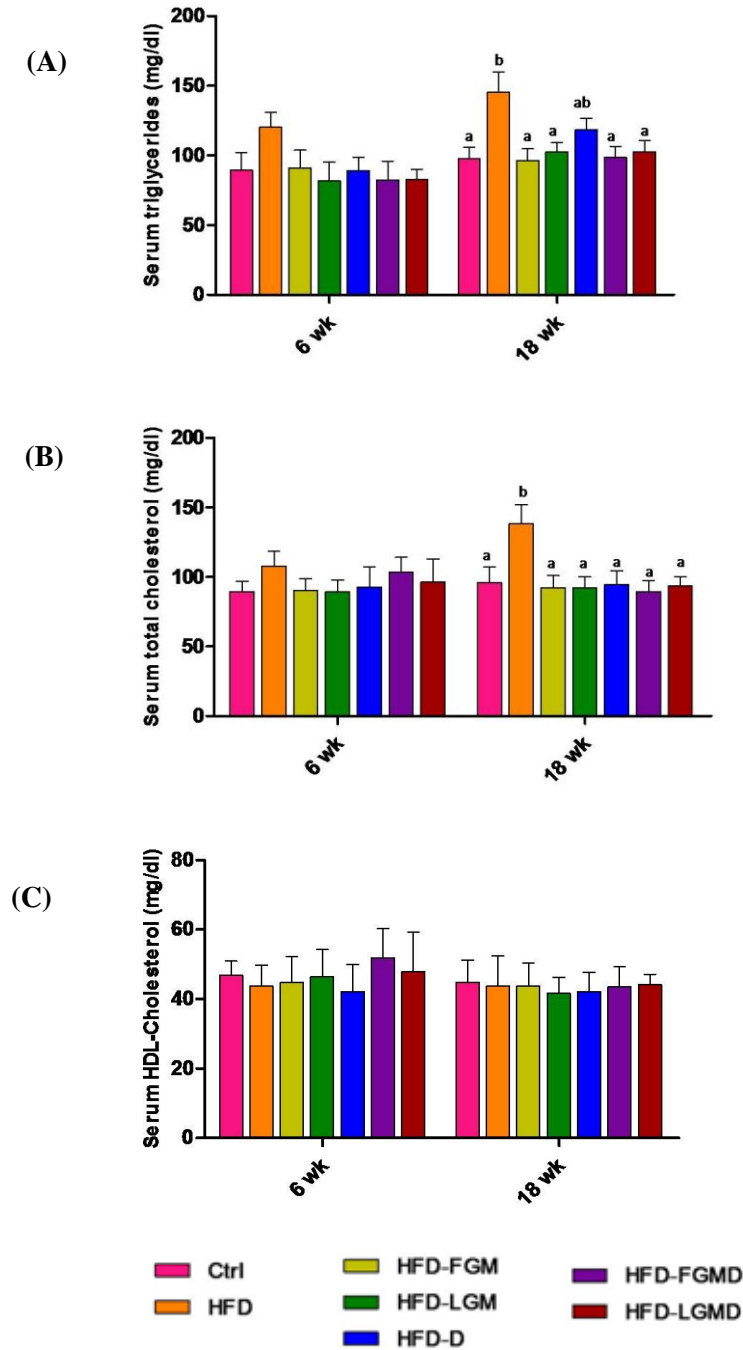 (A)
Serum triglycerides (mg/dl)
200
150
100
50
0
a b a a ab a a
6 wk 18 wk
(B)
Serum total cholesterol (mg/dl)
200
150
100
50
0
a b a a a a a
6 wk 18 wk
(C)
Serum HDL-Cholesterol (mg/dl)
80
60
40
20
0
6 wk 18 wk
Ctrl HFD-FGM HFD-FGMD
HFD HFD-LGM HFD-LGMD
HFD-D